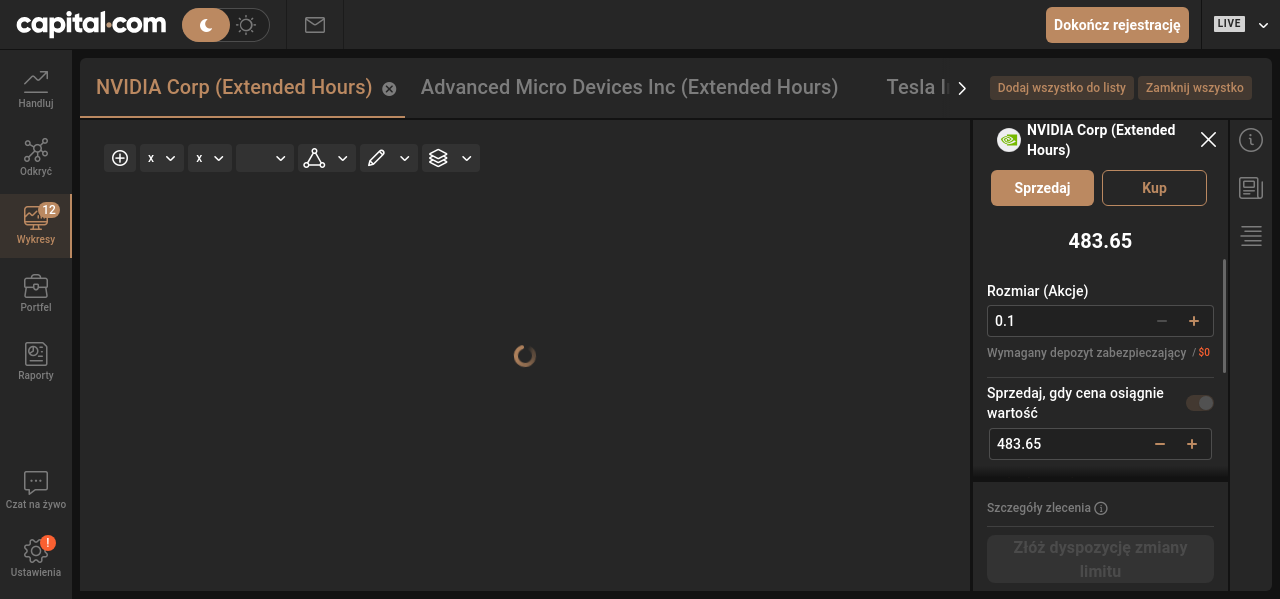 capital.com
Dokończ rejestrację
LIVE
Handluj
Odkryć
12
Wykresy
Portfel
Raporty
Czat na żywo
!
Ustawienia
NVIDIA Corp (Extended Hours)
Advanced Micro Devices Inc (Extended Hours)
Tesla
Dodaj wszystko do listy
Zamknij wszystko
x
x
NVIDIA Corp (Extended
Hours)
Sprzedaj
Kup
483.65
Rozmiar (Akcje)
0.1
Wymagany depozyt zabezpieczający / $0
Sprzedaj, gdy cena osiągnie
wartość
483.65
Szczegóły zlecenia
Złóż dyspozycję zmiany
limitu